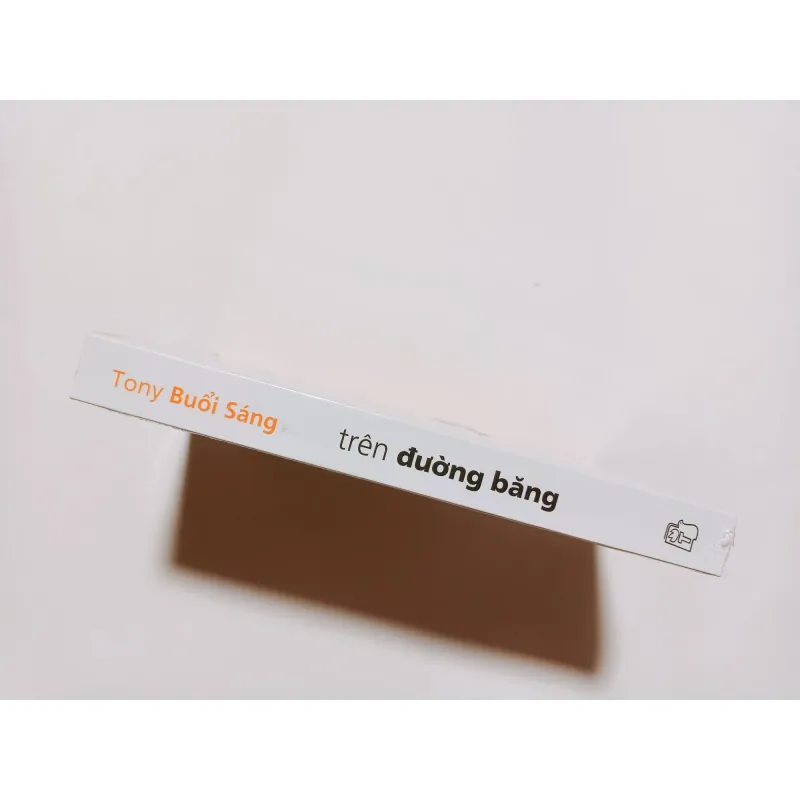 Tony Buổi Sáng
trên đường băng